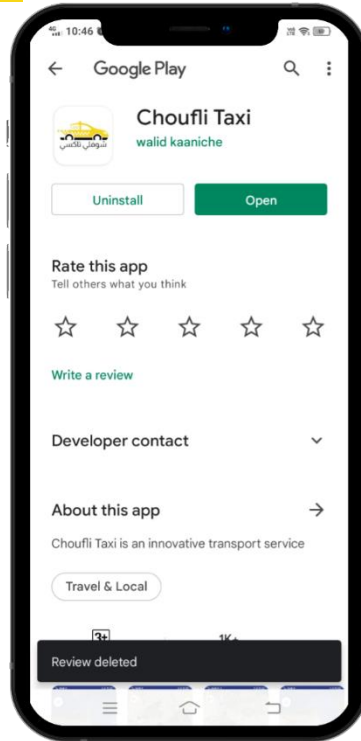 4G 10:46
Google Play
Choufli Taxi
walid kaaniche
شوفلي تاكسي
Uninstall
Open
Rate this app
Tell others what you think
Write a review
Developer contact
About this app
Choufli Taxi is an innovative transport service
Travel & Local
3+
1K+
Review deleted